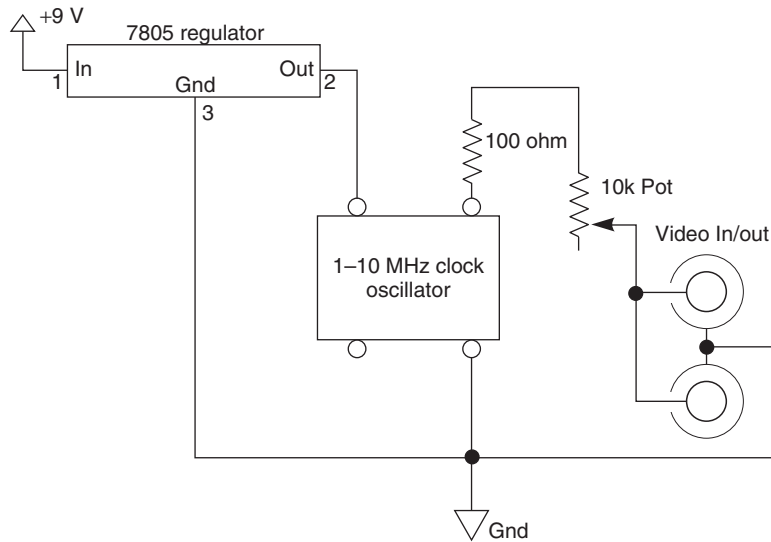 +9 V
7805 regulator
In
Out
1
Gnd
2
3
100 ohm
10k Pot
Video In/out
1–10 MHz clock
oscillator
Gnd